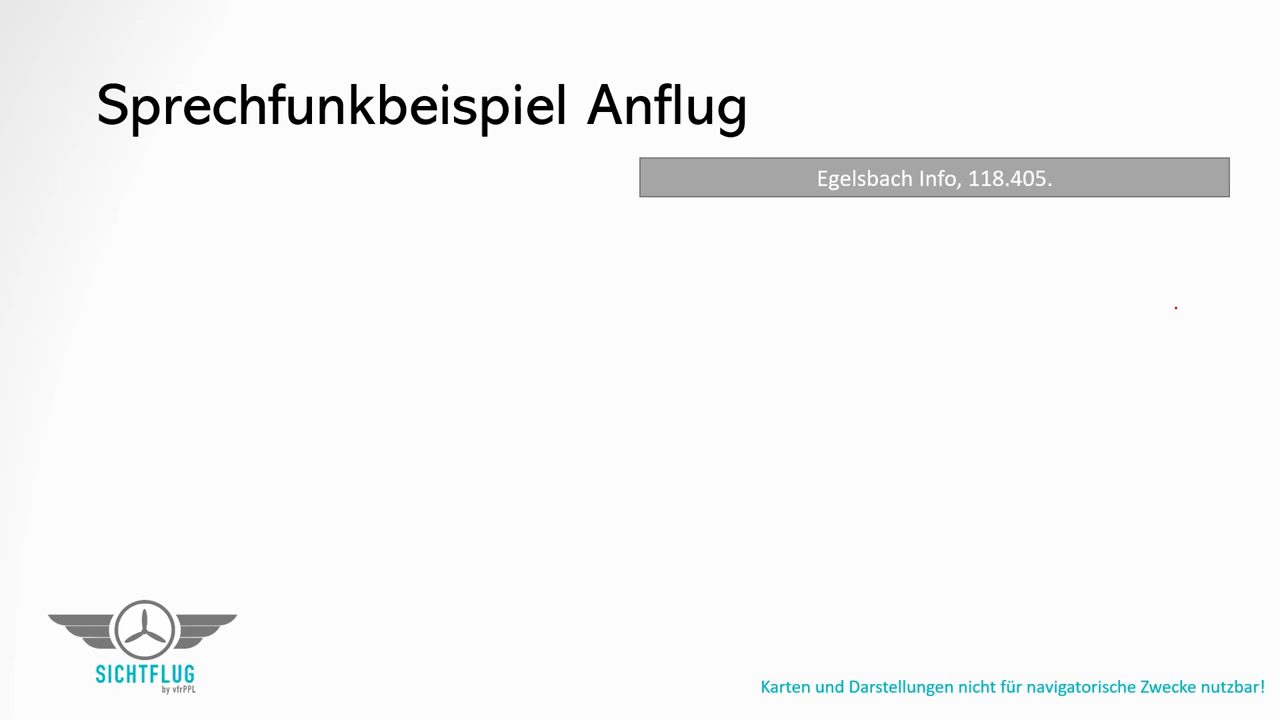 Sprechfunkbeispiel Anflug
Egelsbach Info, 118.405.
SICHTFLUG
by vfrPPL
Karten und Darstellungen nicht für navigatorische Zwecke nutzbar!